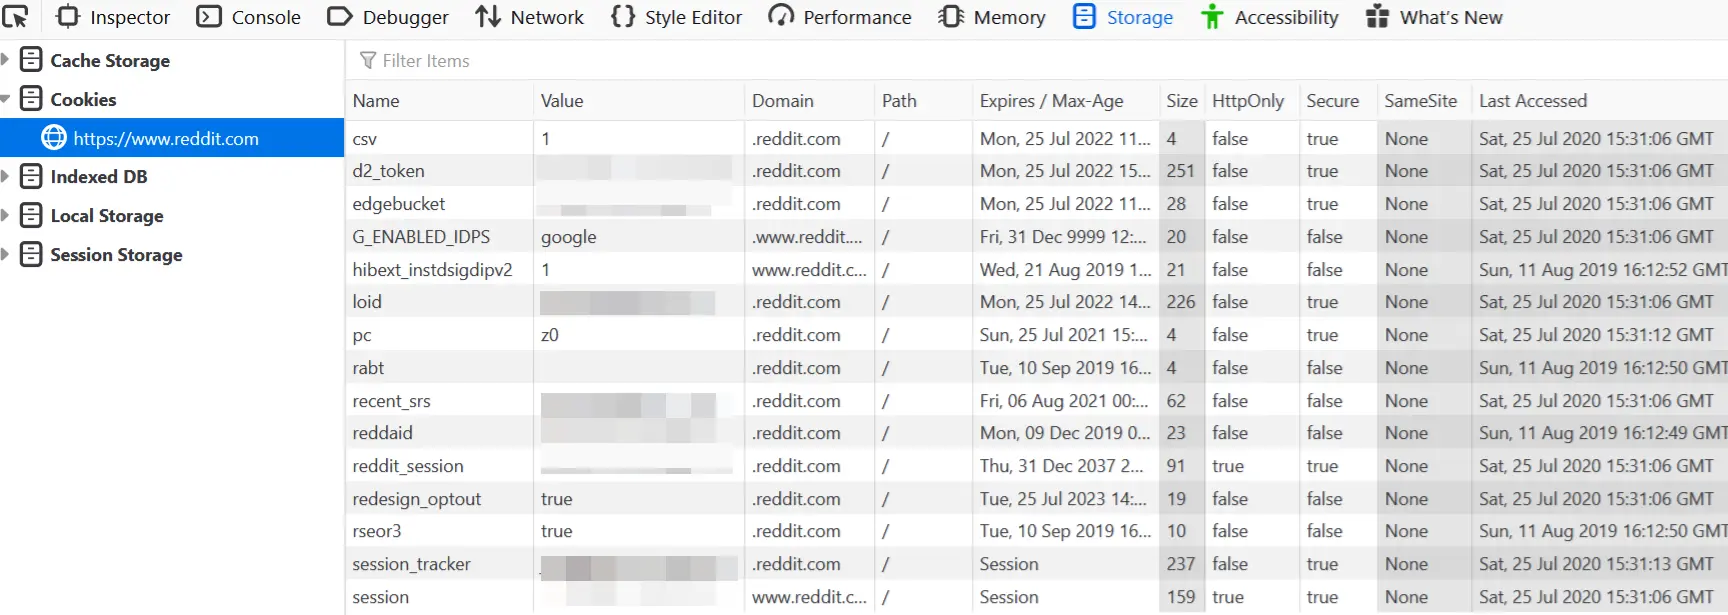 Inspector Console Debugger Network Style Editor Performance Memory Storage Accessibility What's New
Cache Storage
Cookies
https://www.reddit.com
Indexed DB
Local Storage
Session Storage
Filter Items
Name Value Domain Path Expires / Max-Age Size HttpOnly Secure SameSite Last Accessed
csv 1 .reddit.com / Mon, 25 Jul 2022 11... 4 false true None Sat, 25 Jul 2020 15:31:06 GMT
d2_token .reddit.com / Mon, 25 Jul 2022 15... 251 false true None Sat, 25 Jul 2020 15:31:06 GMT
edgebucket .reddit.com / Mon, 25 Jul 2022 11... 28 false true None Sat, 25 Jul 2020 15:31:06 GMT
G_ENABLED_IDPS google .www.reddit.... / Fri, 31 Dec 9999 12:... 20 false false None Sat, 25 Jul 2020 15:31:06 GMT
hibext_instdsigdipv2 1 www.reddit.c... / Wed, 21 Aug 2019 1... 21 false false None Sun, 11 Aug 2019 16:12:52 GMT
loid .reddit.com / Mon, 25 Jul 2022 14... 226 false true None Sat, 25 Jul 2020 15:31:06 GMT
pc z0 .reddit.com / Sun, 25 Jul 2021 15:... 4 false true None Sat, 25 Jul 2020 15:31:12 GMT
rabt .reddit.com / Tue, 10 Sep 2019 16... 4 false false None Sun, 11 Aug 2019 16:12:50 GMT
recent_srs .reddit.com / Fri, 06 Aug 2021 00:... 62 false false None Sat, 25 Jul 2020 15:31:06 GMT
reddaid .reddit.com / Mon, 09 Dec 2019 0... 23 false false None Sun, 11 Aug 2019 16:12:49 GMT
reddit_session .reddit.com / Thu, 31 Dec 2037 2... 91 true true None Sat, 25 Jul 2020 15:31:06 GMT
redesign_optout true .reddit.com / Tue, 25 Jul 2023 14:... 19 false false None Sat, 25 Jul 2020 15:31:06 GMT
rseor3 true .reddit.com / Tue, 10 Sep 2019 16... 10 false false None Sun, 11 Aug 2019 16:12:50 GMT
session_tracker .reddit.com / Session 237 false true None Sat, 25 Jul 2020 15:31:13 GMT
session www.reddit.c... / Session 159 true true None Sat, 25 Jul 2020 15:31:06 GMT